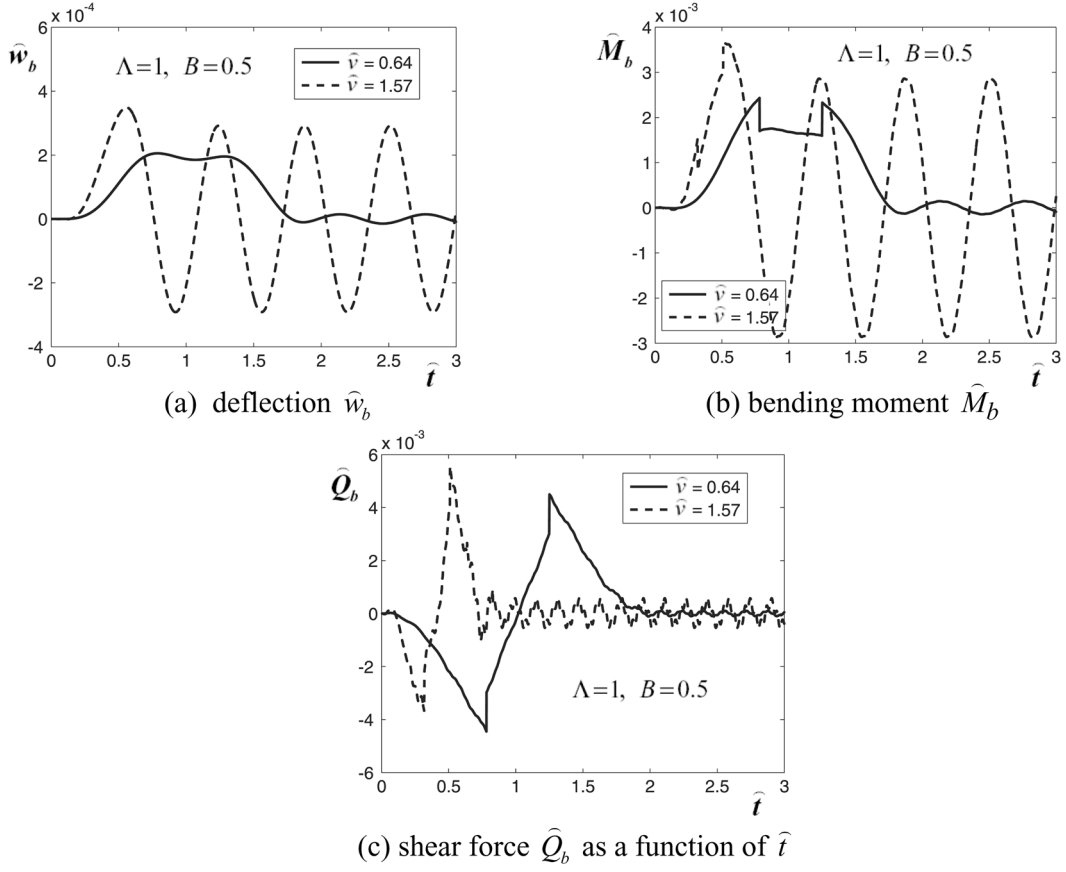 x 10⁻⁴
6
4
2
0
-2
-4
0 0.5 1 1.5 2 2.5 3
ŵ_b
Λ=1, B=0.5
v̂ = 0.64
v̂ = 1.57
t̂
(a) deflection ŵ_b
x 10⁻³
4
3
2
1
0
-1
-2
-3
0 0.5 1 1.5 2 2.5 3
M̂_b
Λ=1, B=0.5
v̂ = 0.64
v̂ = 1.57
t̂
(b) bending moment M̂_b
x 10⁻³
6
4
2
0
-2
-4
-6
0 0.5 1 1.5 2 2.5 3
Q̂_b
v̂ = 0.64
v̂ = 1.57
Λ=1, B=0.5
t̂
(c) shear force Q̂_b as a function of t̂